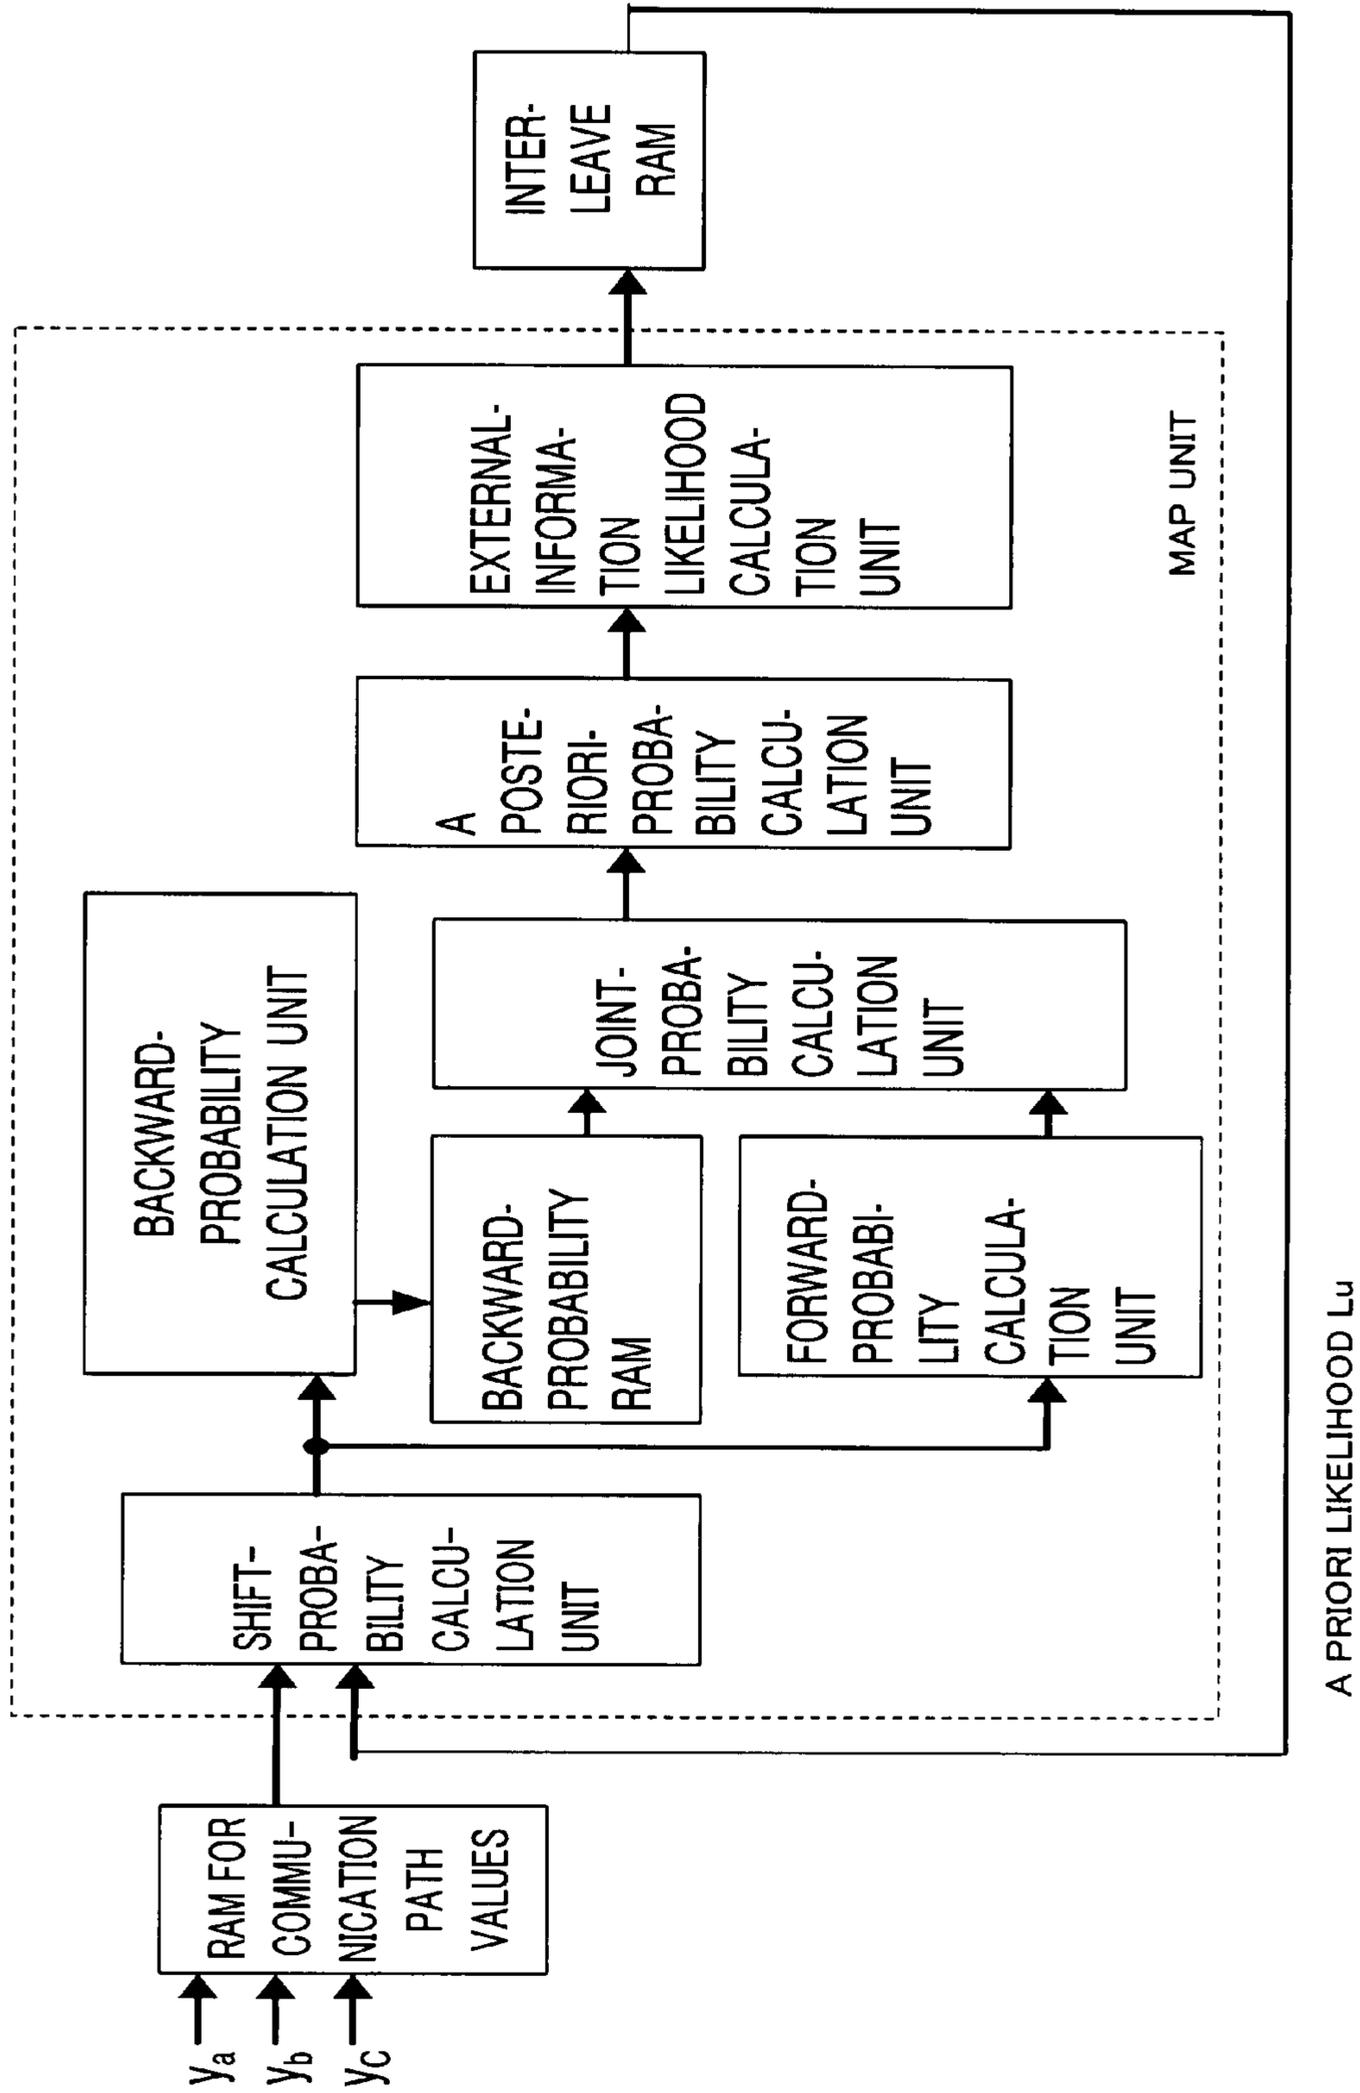 ya
yb
yc
RAM FOR
COMMU-
NICATION
PATH
VALUES
SHIFT-
PROBA-
BILITY
CALCU-
LATION
UNIT
BACKWARD-
PROBABILITY
CALCULATION UNIT
BACKWARD-
PROBABILITY
RAM
FORWARD-
PROBABI-
LITY
CALCULA-
TION
UNIT
JOINT-
PROBA-
BILITY
CALCU-
LATION
UNIT
A
POSTE-
RIORI-
PROBA-
BILITY
CALCU-
LATION
UNIT
EXTERNAL-
INFORMA-
TION
LIKELIHOOD
CALCULA-
TION
UNIT
MAP UNIT
INTER-
LEAVE
RAM
A PRIORI LIKELIHOOD Lu